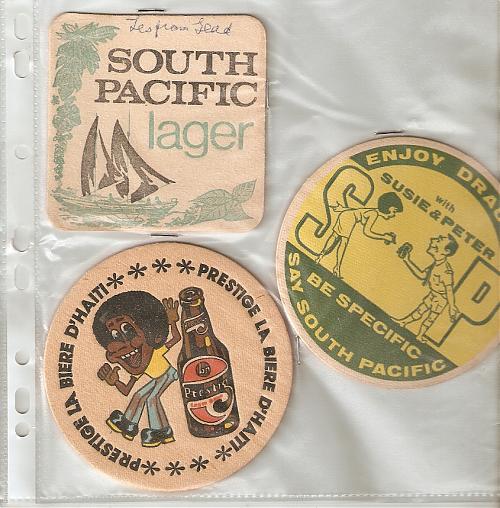 SOUTH
PACIFIC
lager
ENJOY DRA
with
SUSIE & PETER
SP
BE SPECIFIC
SAY SOUTH PACIFIC
PRESTIGE LA BIERE D'HAITI
PRESTIGE LA BIERE D'HAITI
Prestige